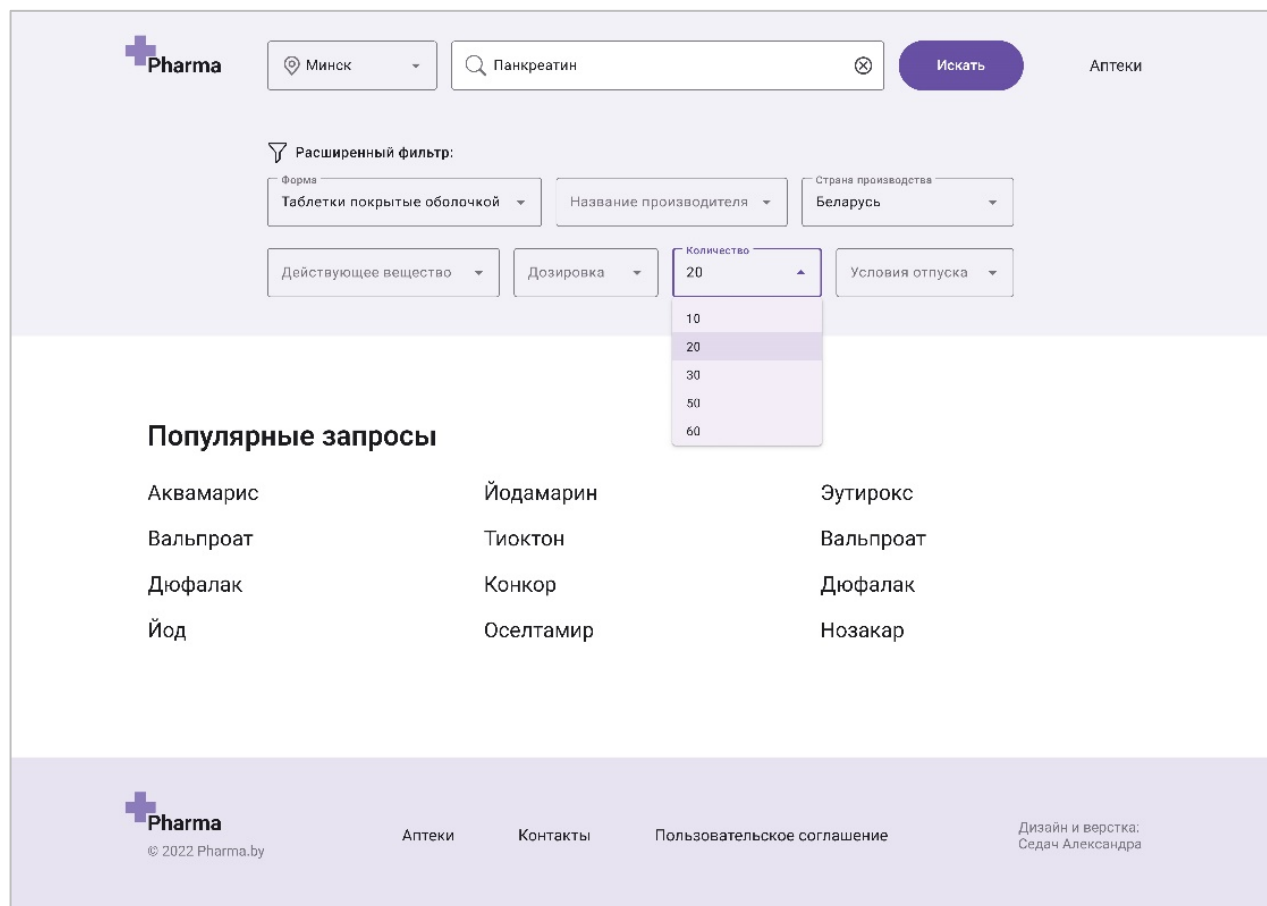 Pharma
Минск
Панкреатин
Искать
Аптеки
Расширенный фильтр:
Форма
Таблетки покрытые оболочкой
Название производителя
Страна производства
Беларусь
Действующее вещество
Дозировка
Количество
20
Условия отпуска
10
20
30
50
60
Популярные запросы
Аквамарис
Йодамарин
Эутирокс
Вальпроат
Тиоктон
Вальпроат
Дюфалак
Конкор
Дюфалак
Йод
Оселтамир
Нозакар
Pharma
© 2022 Pharma.by
Аптеки
Контакты
Пользовательское соглашение
Дизайн и верстка:
Седач Александра